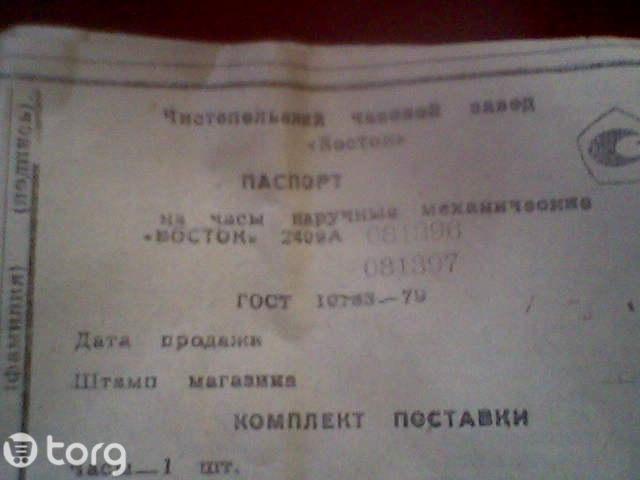 Чистопольский часовой завод
«Восток»
ПАСПОРТ
на часы наручные механические
«ВОСТОК» 2409А 081396
081397
ГОСТ 10733—79
Дата продажи
Штамп магазина
КОМПЛЕКТ ПОСТАВКИ
часы—1 шт.
(фамилия) (подпись)
torg